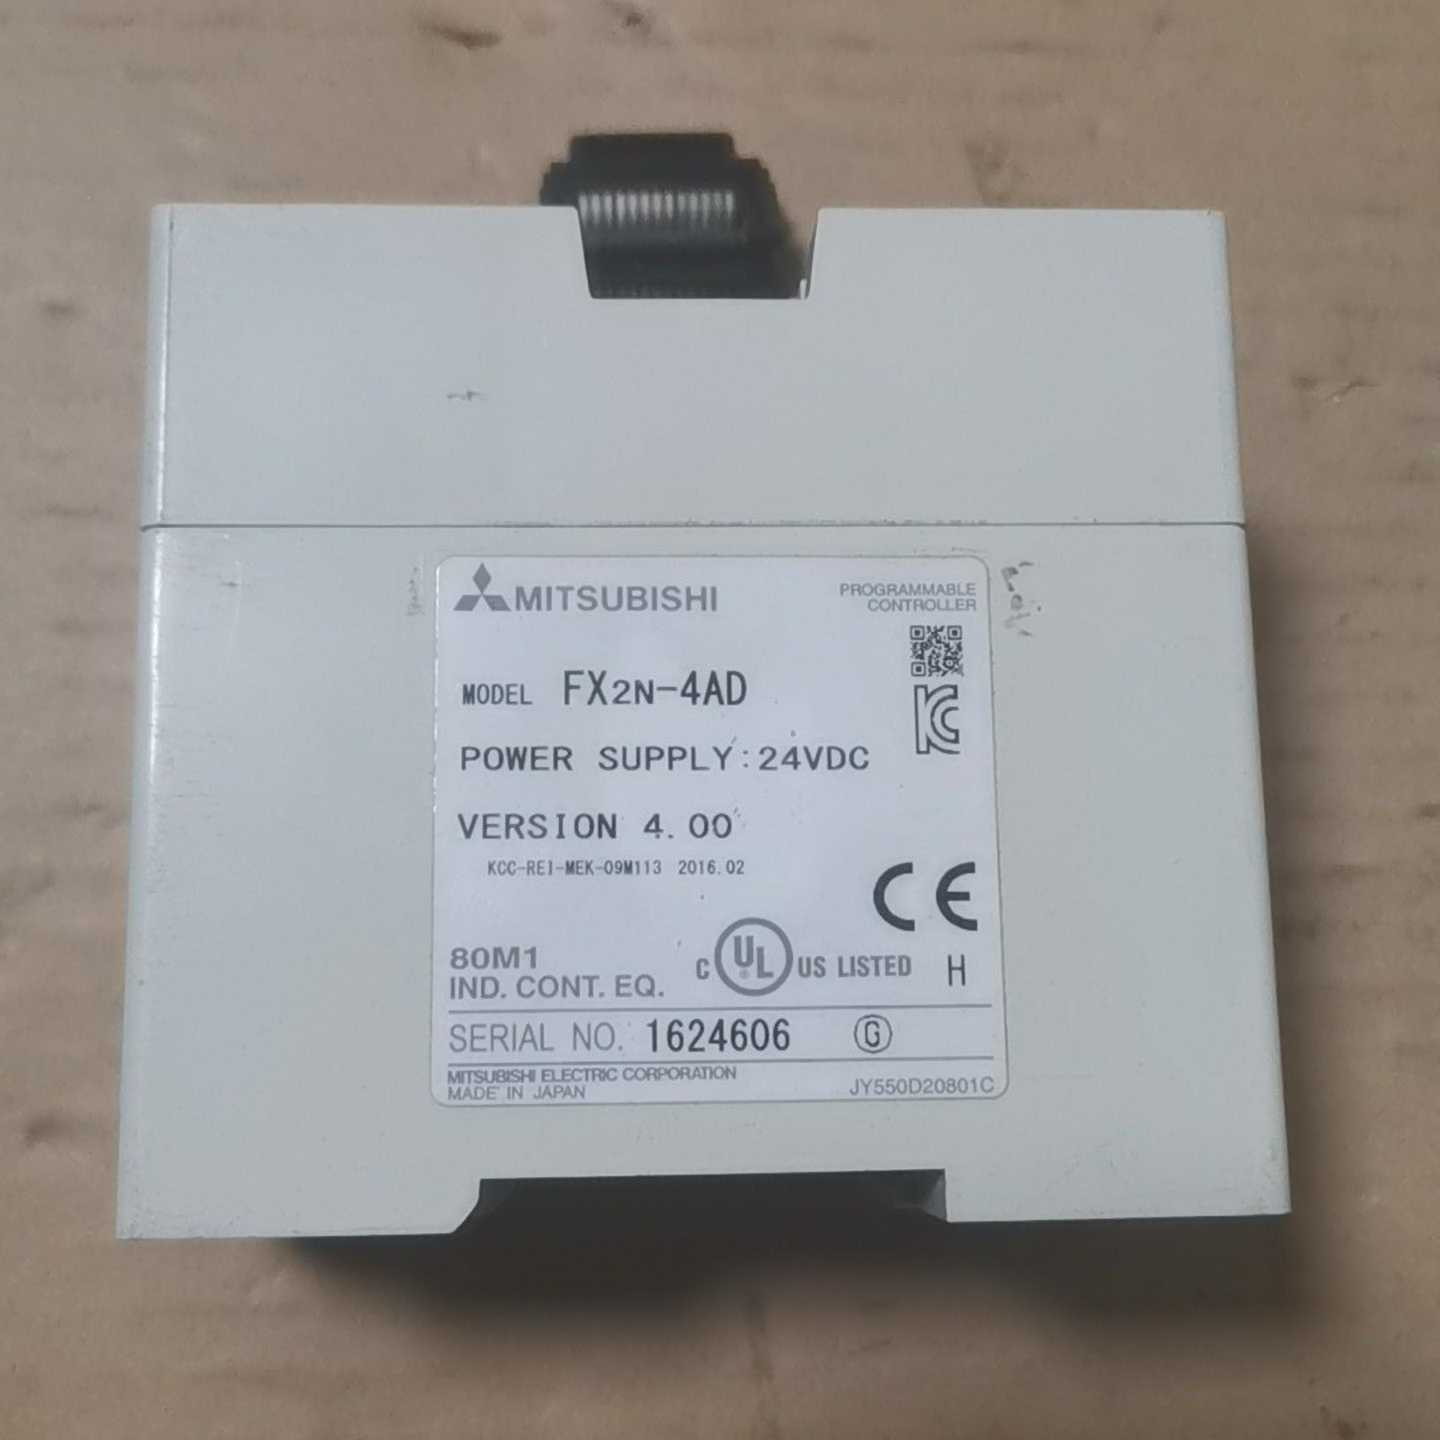 MITSUBISHI
PROGRAMMABLE
CONTROLLER
MODEL FX2N-4AD
POWER SUPPLY:24VDC
VERSION 4.00
KCC-REI-MEK-09M113 2016.02
CE
80M1
IND. CONT. EQ.
C UL US LISTED H
SERIAL NO. 1624606 G
MITSUBISHI ELECTRIC CORPORATION
MADE IN JAPAN
JY550D20801C